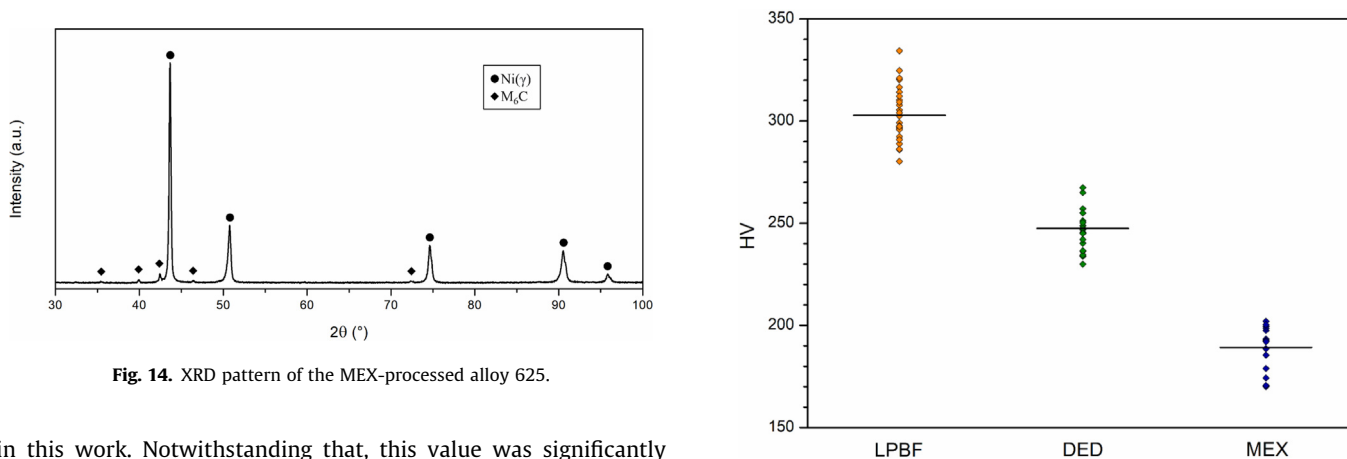 Intensity (a.u.)
Ni(γ)
M₆C
30 40 50 60 70 80 90 100
2θ (°)
Fig. 14. XRD pattern of the MEX-processed alloy 625.
in this work. Notwithstanding that, this value was significantly
HV
350
300
250
200
150
LPBF DED MEX